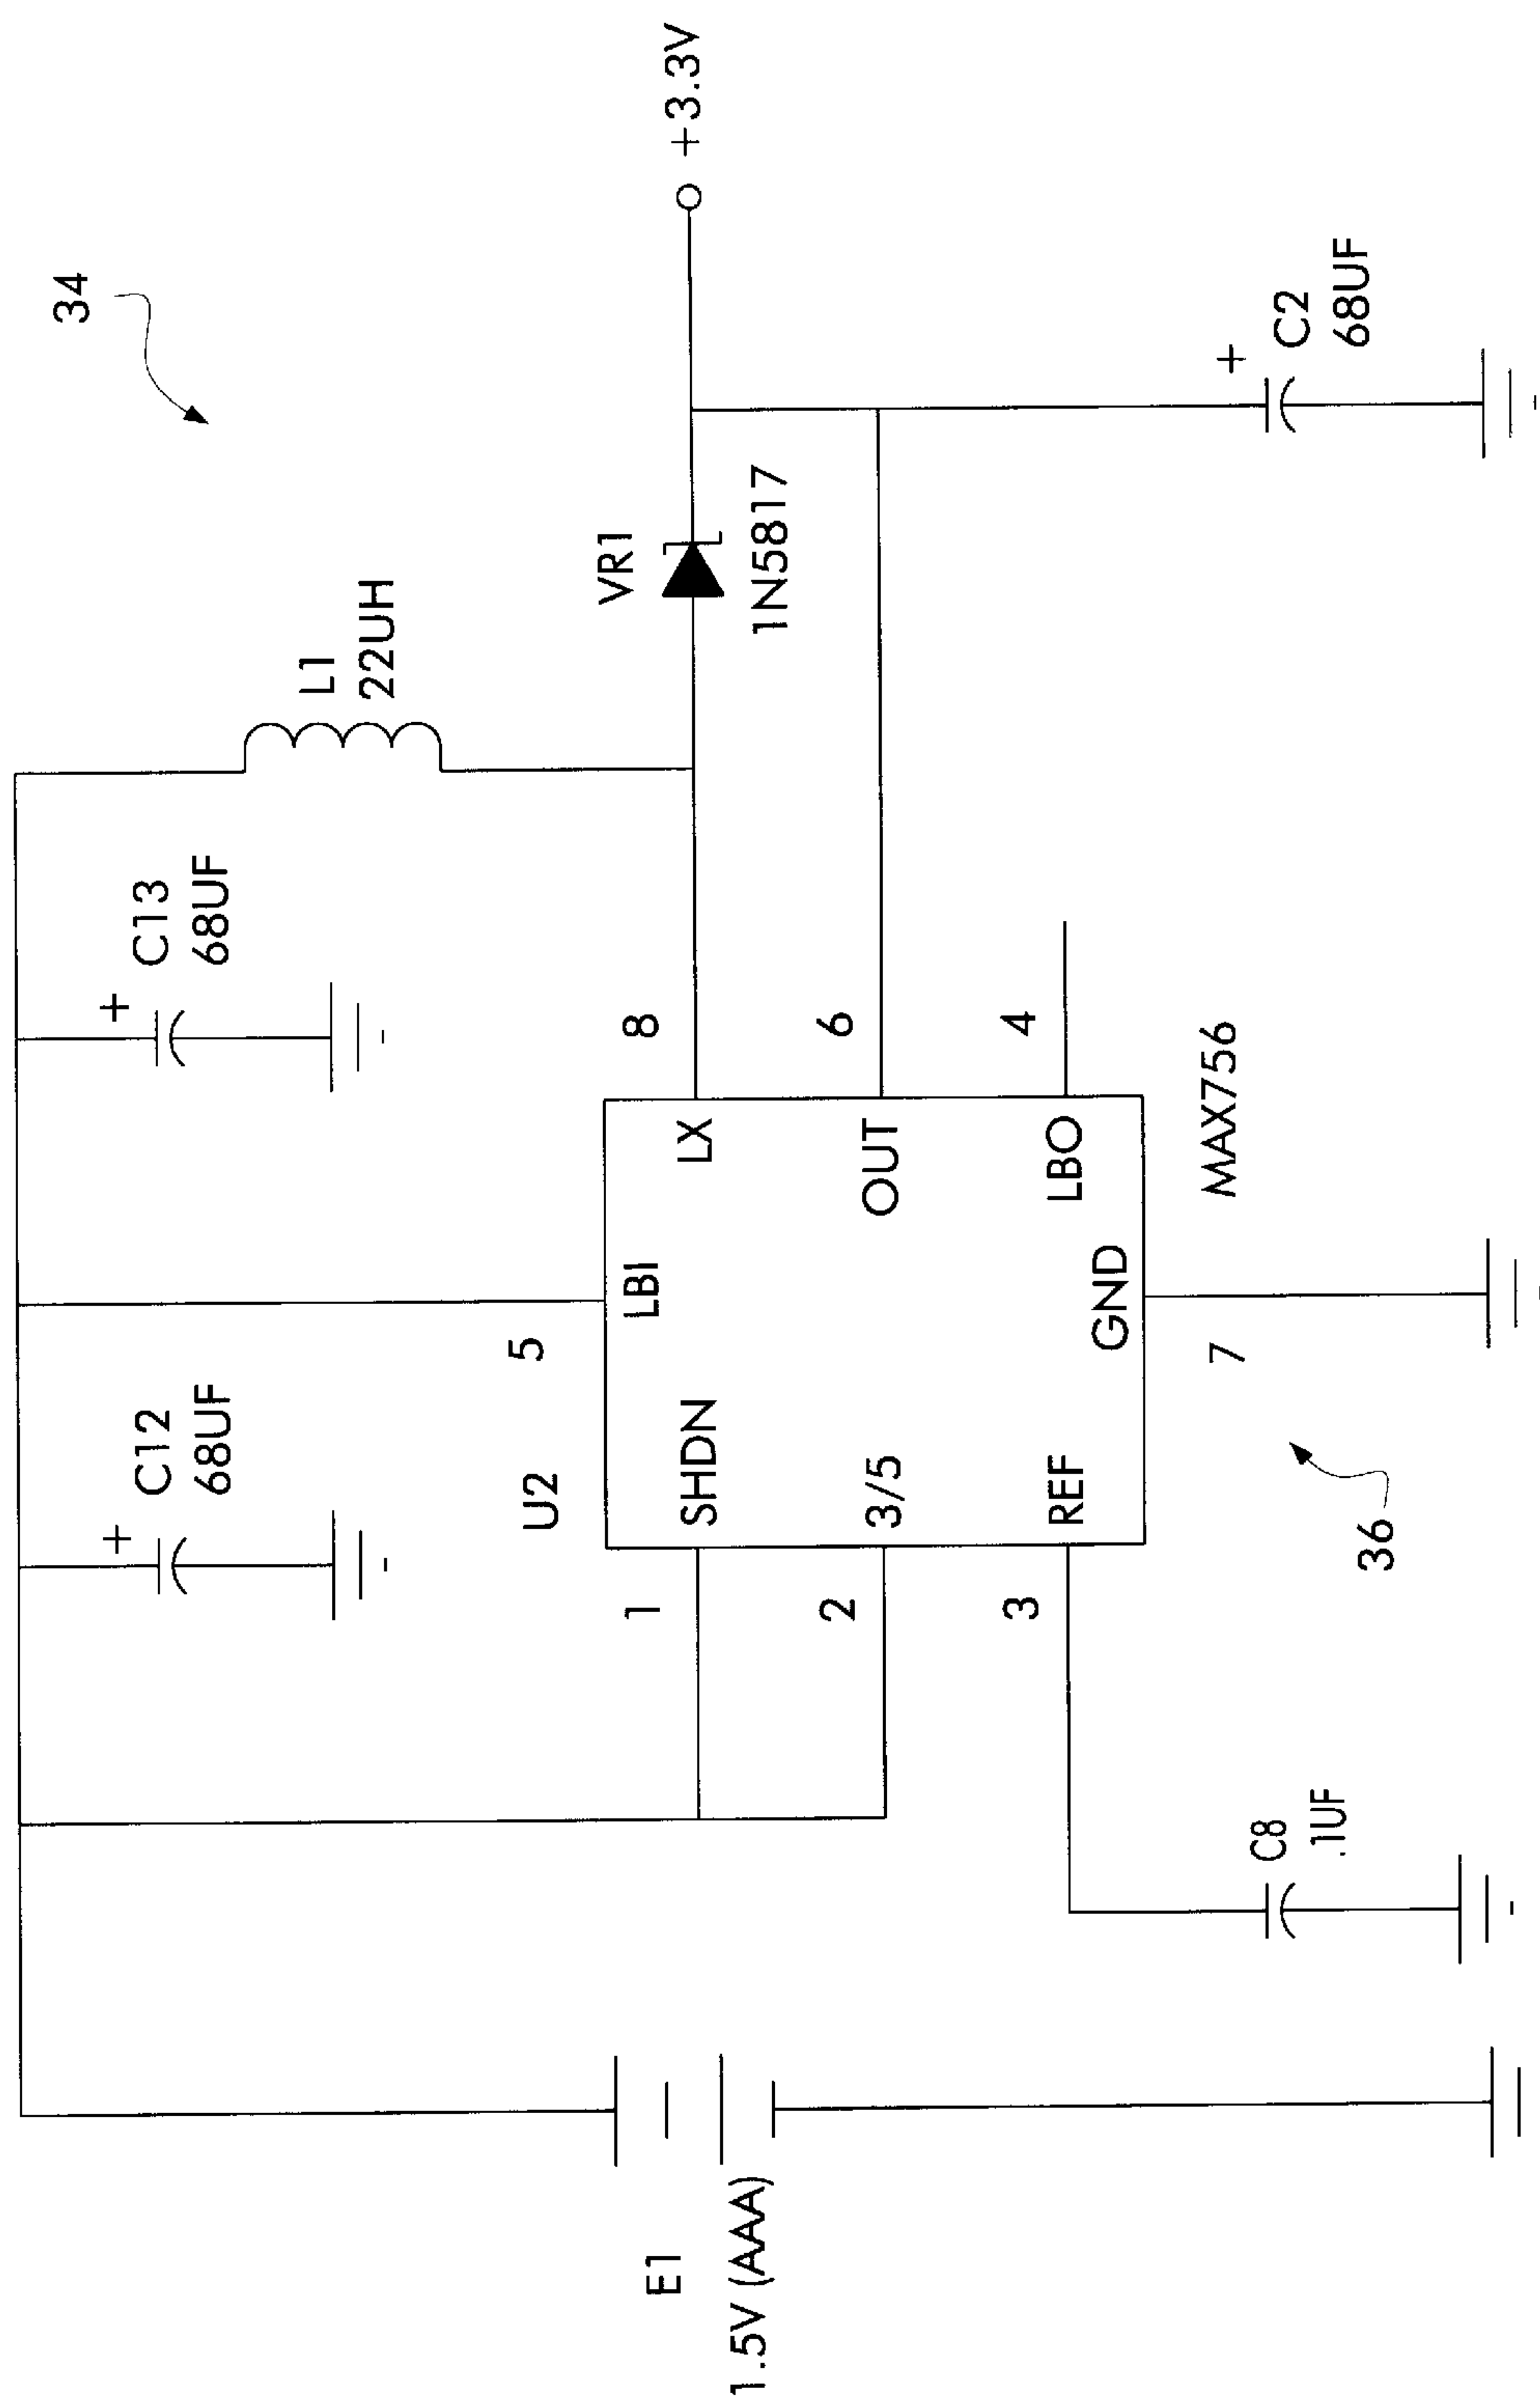 34
C12
68UF
C13
68UF
L1
22UH
U2
5
LBI
1
SHDN
LX
8
VR1
1N5817
+3.3V
2
3/5
OUT
6
3
REF
LBO
4
GND
7
MAX756
36
E1
1.5V (AAA)
C8
.1UF
+
C2
68UF
+
+